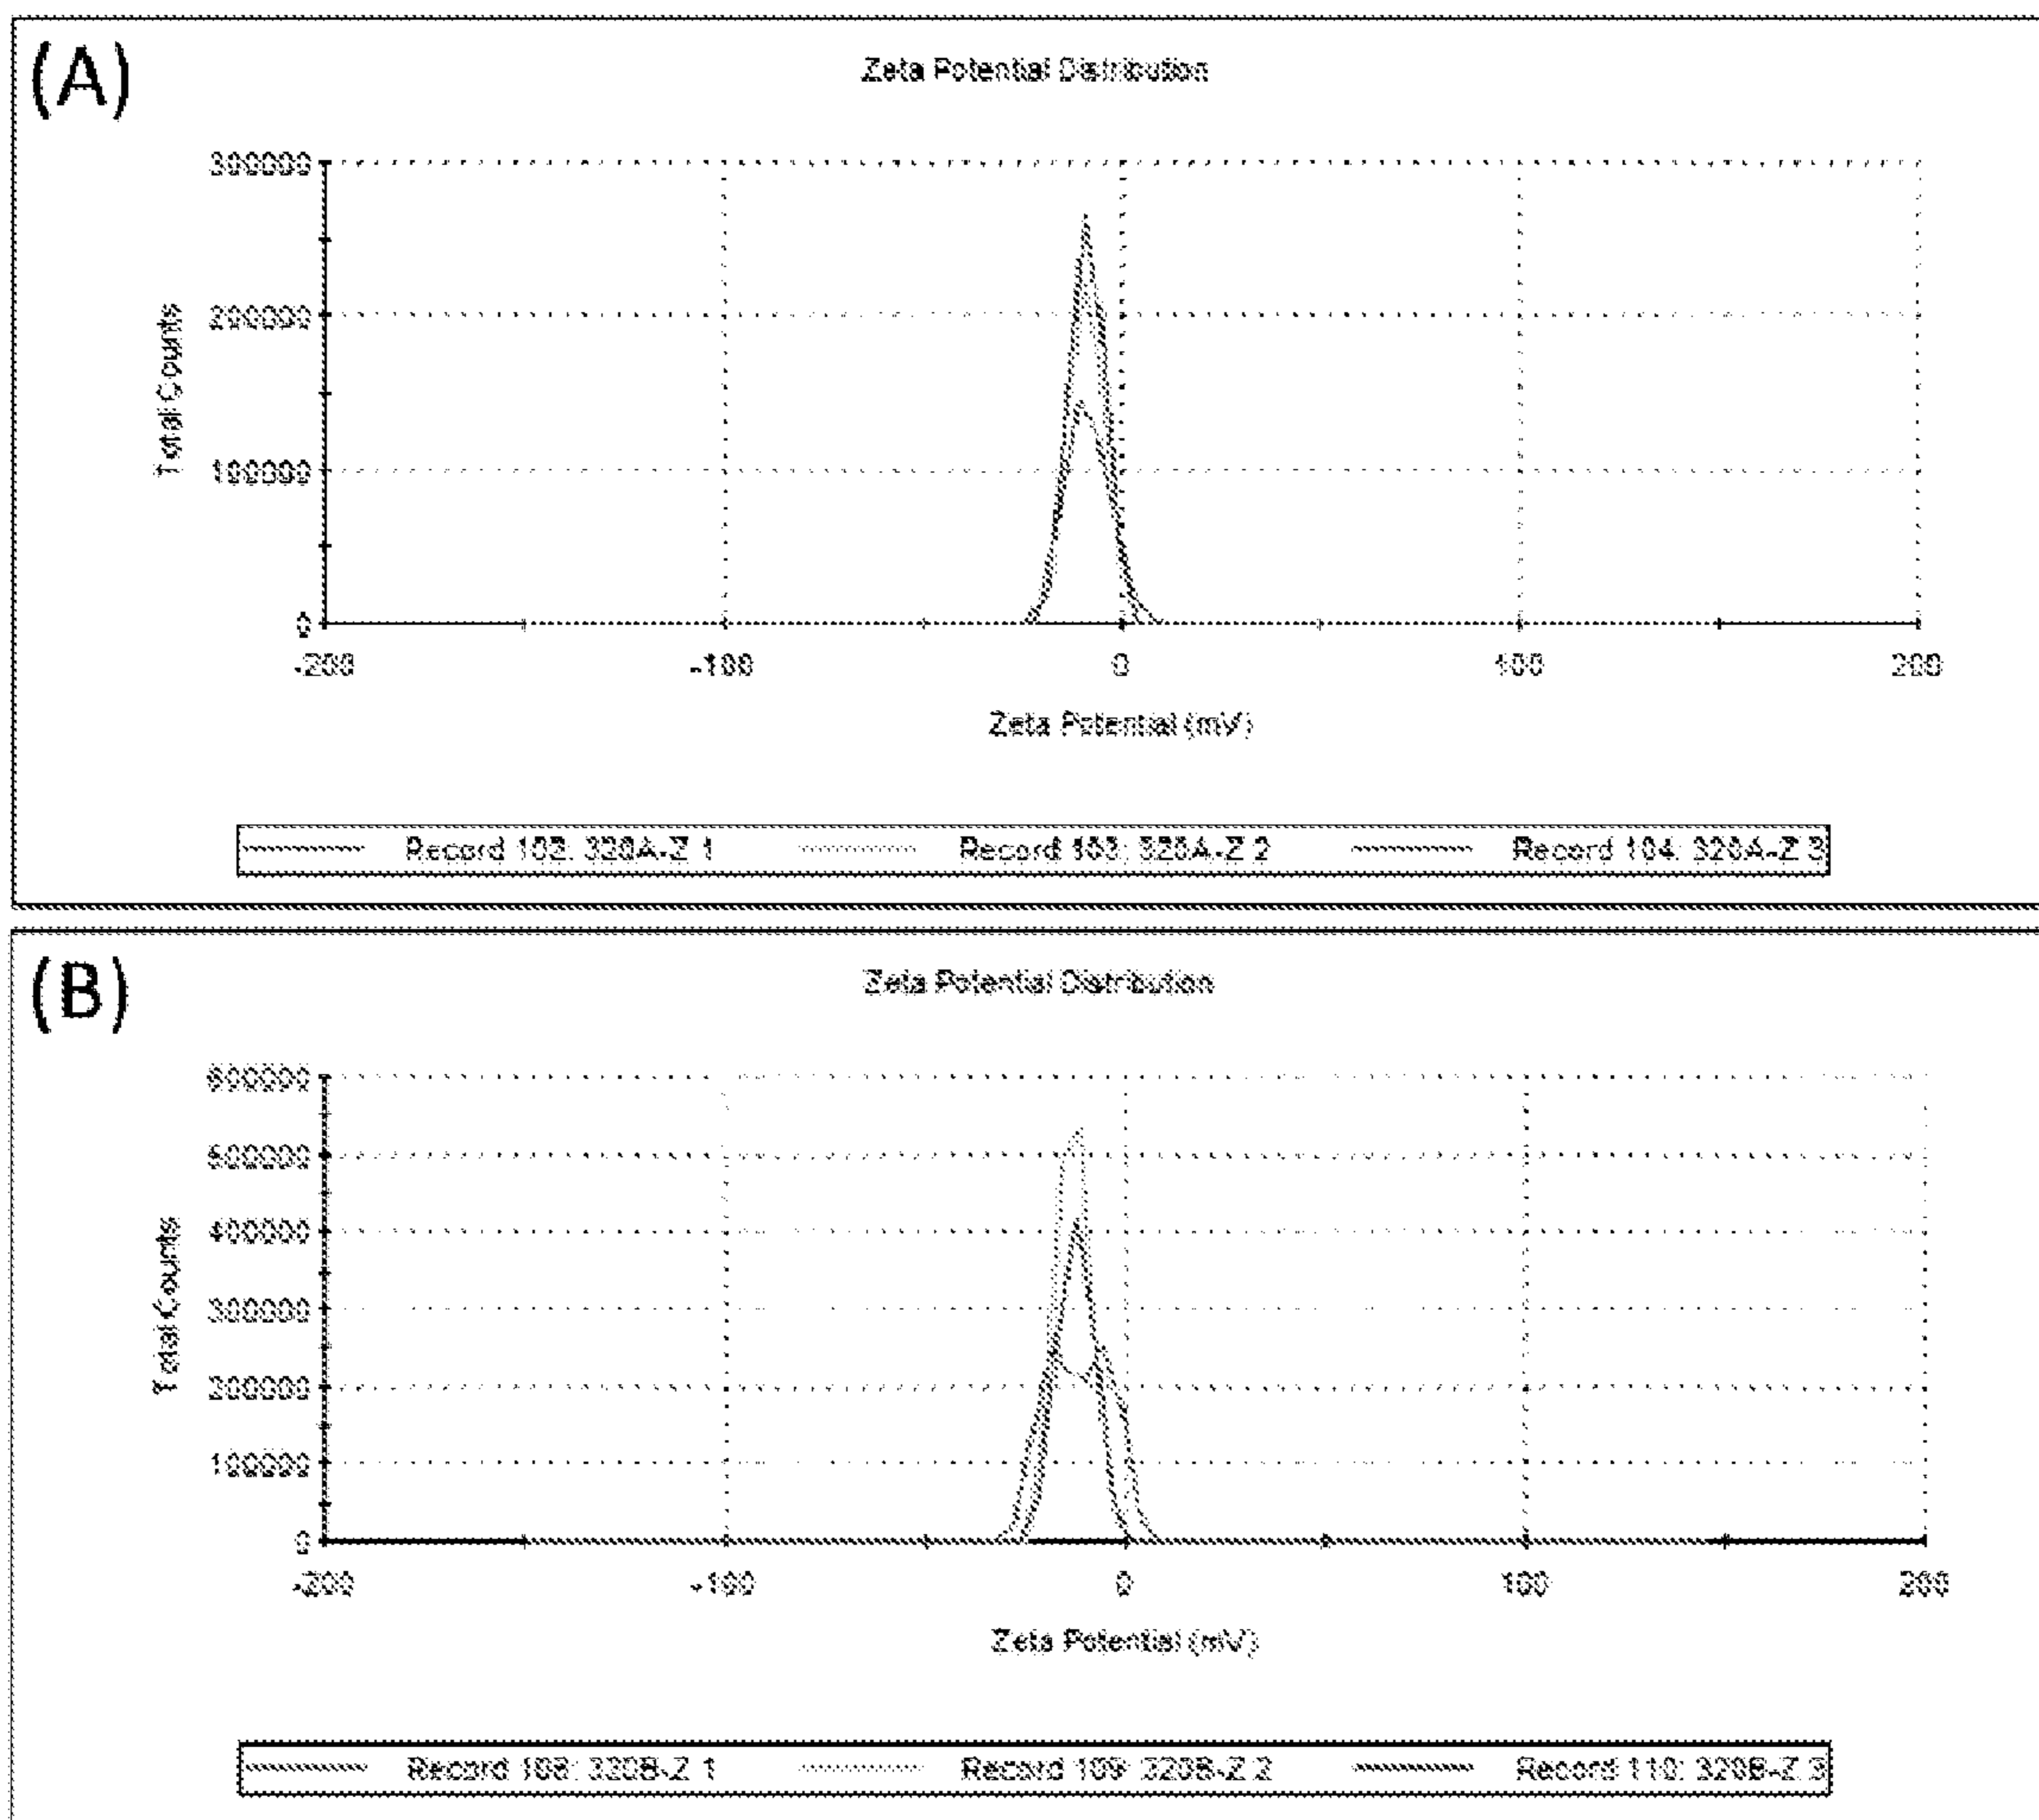 (A)
Zeta Potential Distribution
300000
200000
100000
0
-200 -100 0 100 200
Total Counts
Zeta Potential (mV)
Record 102: 320A-Z 1 Record 103: 320A-Z 2 Record 104: 320A-Z 3
(B)
Zeta Potential Distribution
600000
500000
400000
300000
200000
100000
0
-200 -100 0 100 200
Total Counts
Zeta Potential (mV)
Record 108: 320B-Z 1 Record 109: 320B-Z 2 Record 110: 320B-Z 3